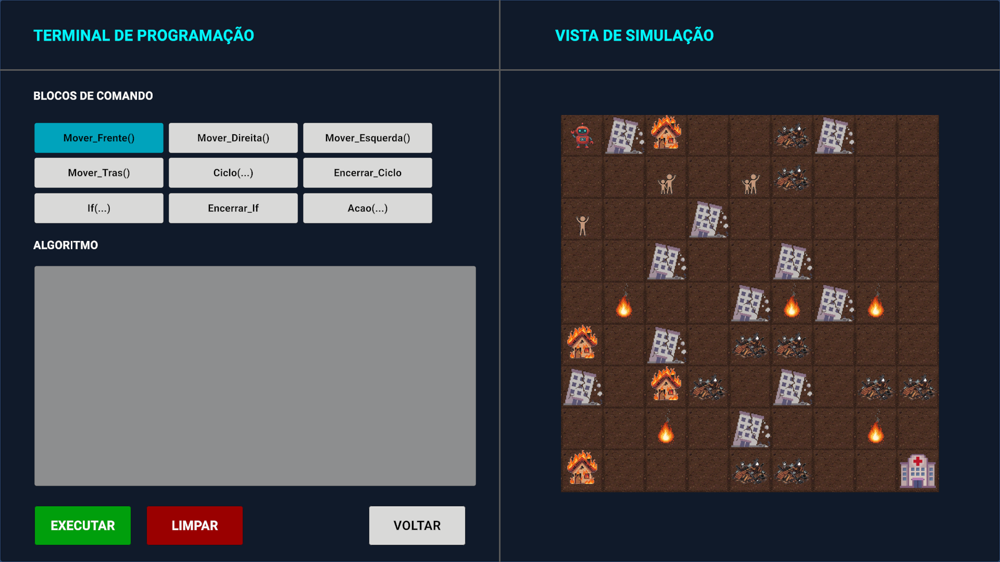 TERMINAL DE PROGRAMAÇÃO
VISTA DE SIMULAÇÃO
BLOCOS DE COMANDO
Mover_Frente()
Mover_Direita()
Mover_Esquerda()
Mover_Tras()
Ciclo(...)
Encerrar_Ciclo
If(...)
Encerrar_If
Acao(...)
ALGORITMO
EXECUTAR
LIMPAR
VOLTAR